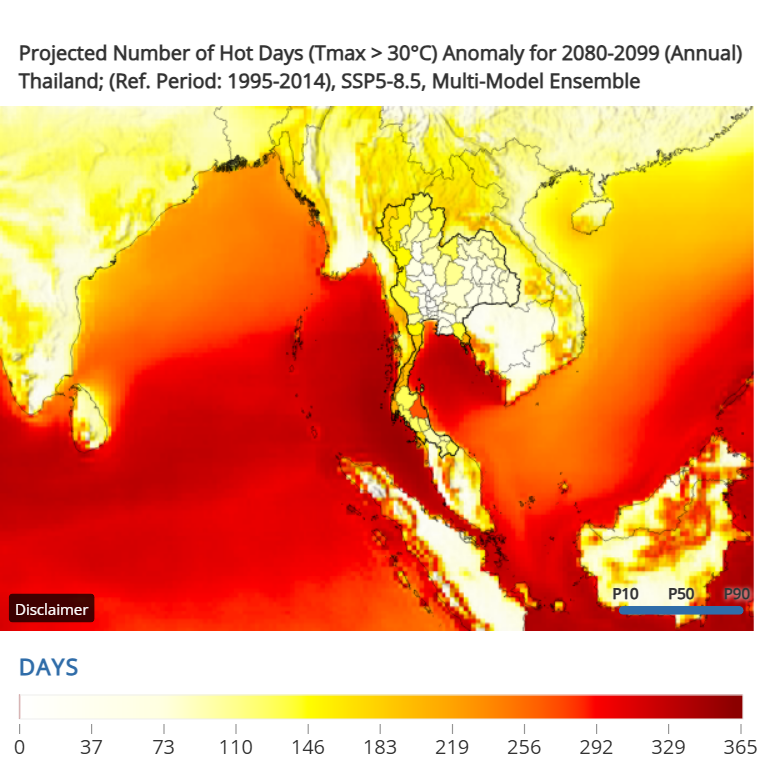 Projected Number of Hot Days (Tmax > 30°C) Anomaly for 2080-2099 (Annual)
Thailand; (Ref. Period: 1995-2014), SSP5-8.5, Multi-Model Ensemble
P10 P50 P90
Disclaimer
DAYS
0 37 73 110 146 183 219 256 292 329 365